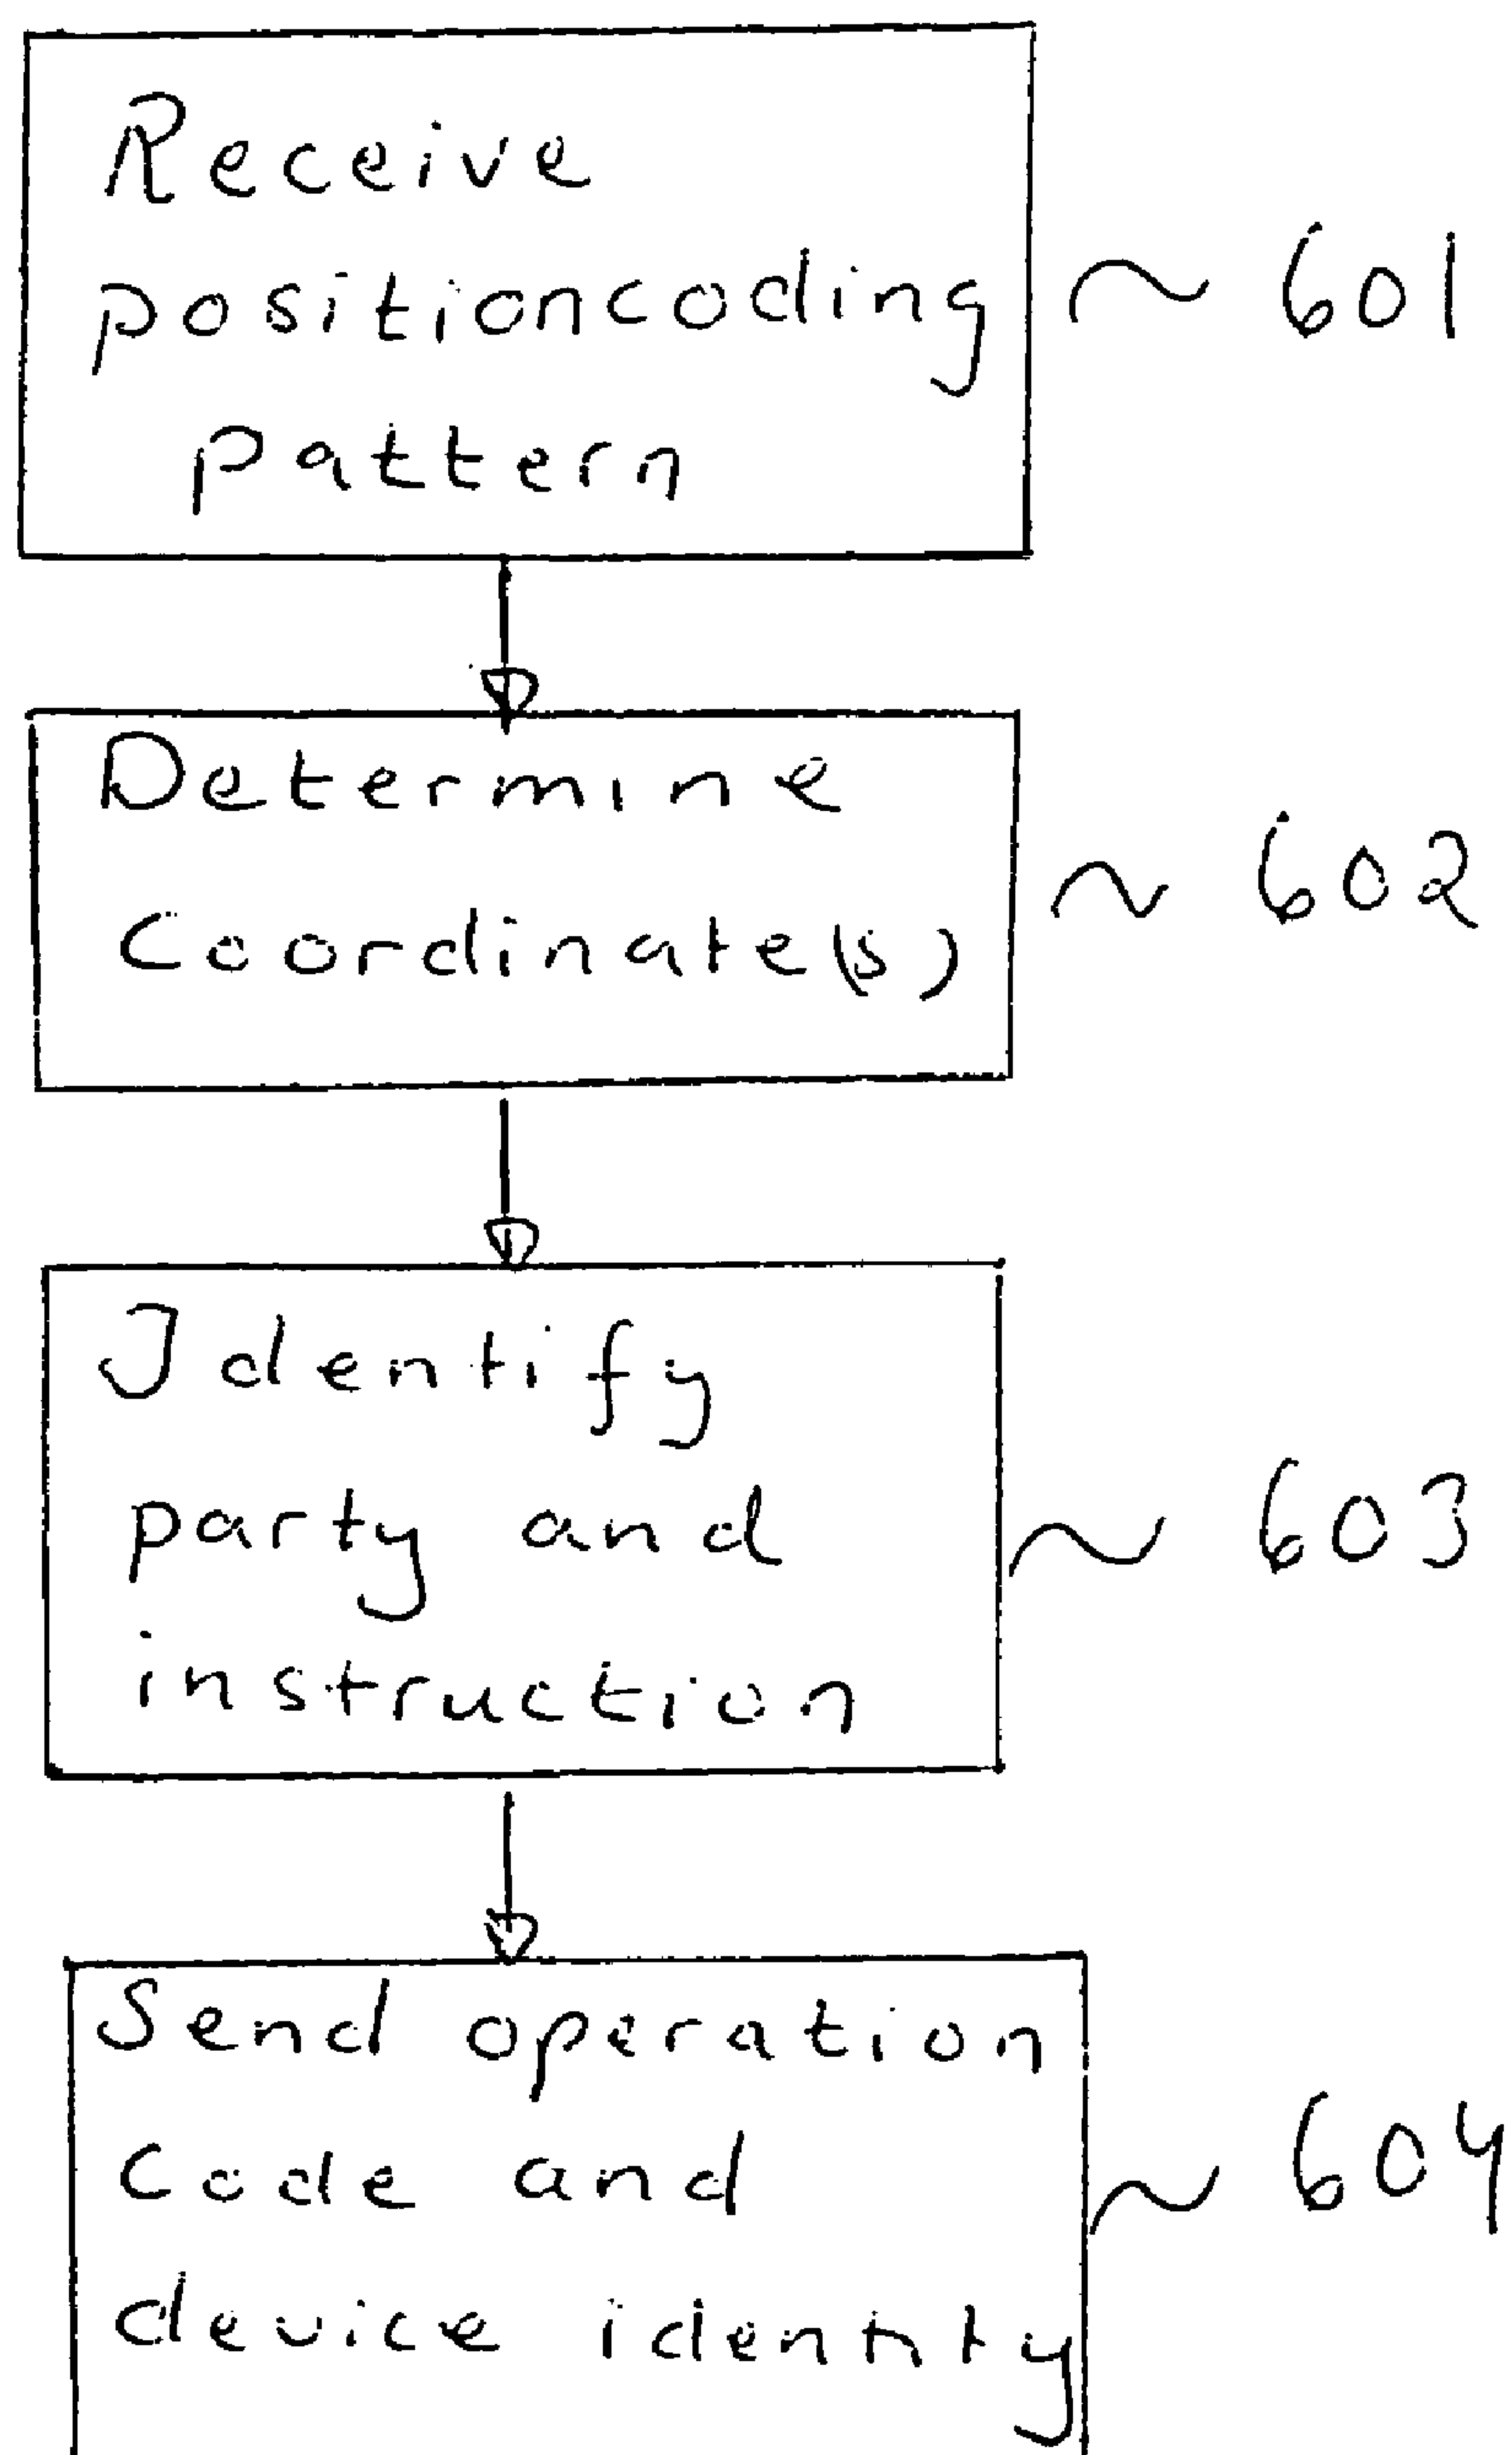 Receive
positioncoding ~ 601
pattern
Determine
Coordinate(s) ~ 602
Identify
party and ~ 603
instruction
Send operation
Code and ~ 604
device identity